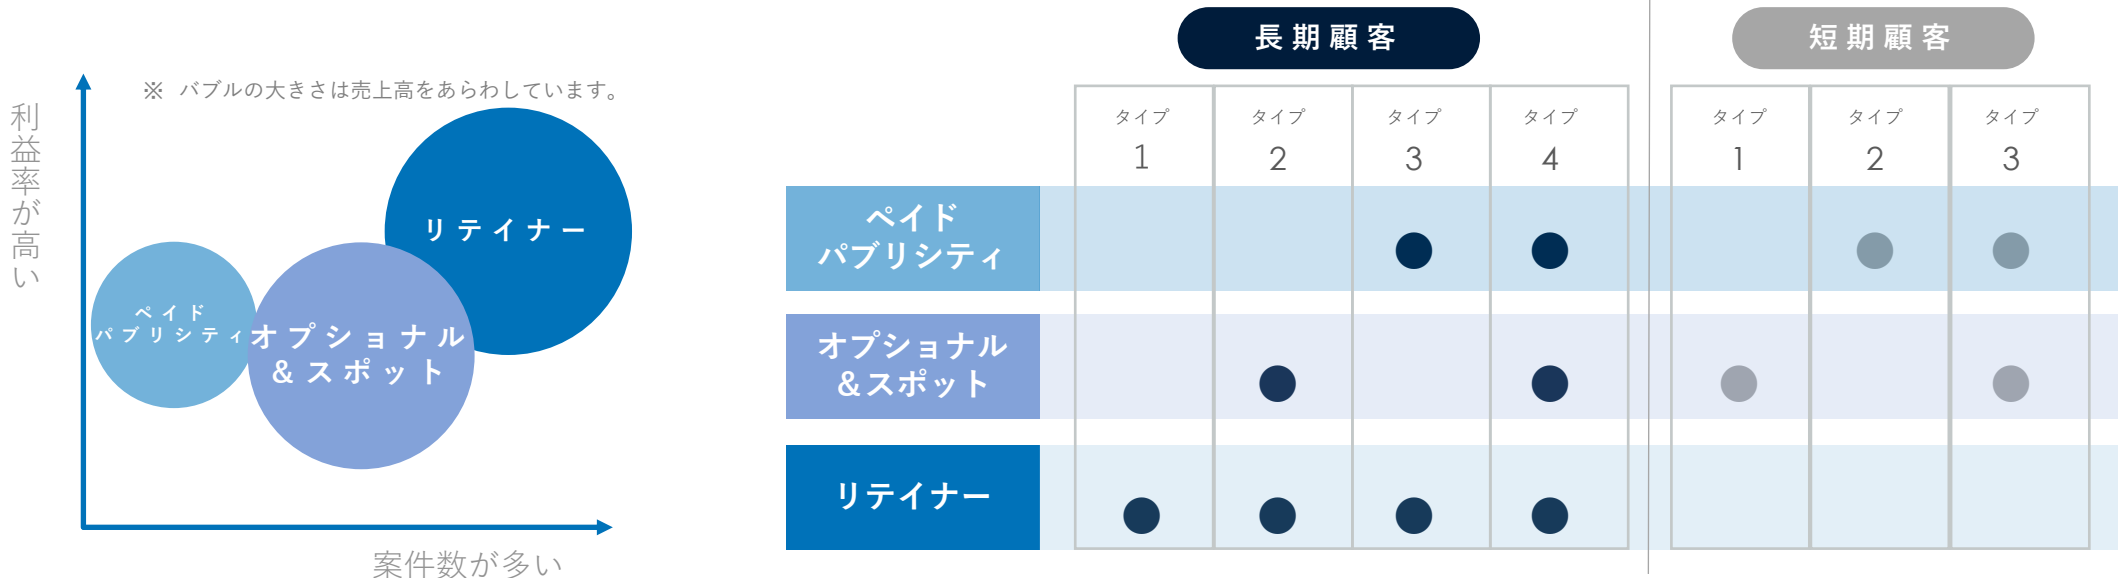 ※ バブルの大きさは売上高をあらわしています。
利益率が高い
リテイナー
ペイド
パブリシティ
オプショナル
&スポット
案件数が多い
長期顧客
短期顧客
タイプ タイプ タイプ タイプ タイプ タイプ タイプ
1 2 3 4 1 2 3
ペイド
パブリシティ
オプショナル
&スポット
リテイナー